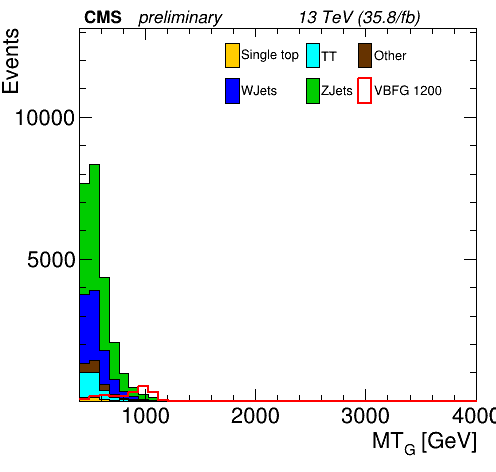 CMS preliminary 13 TeV (35.8/fb)
Events
Single top TT Other
WJets ZJets VBFG 1200
10000
5000
1000 2000 3000 4000
MT_G [GeV]